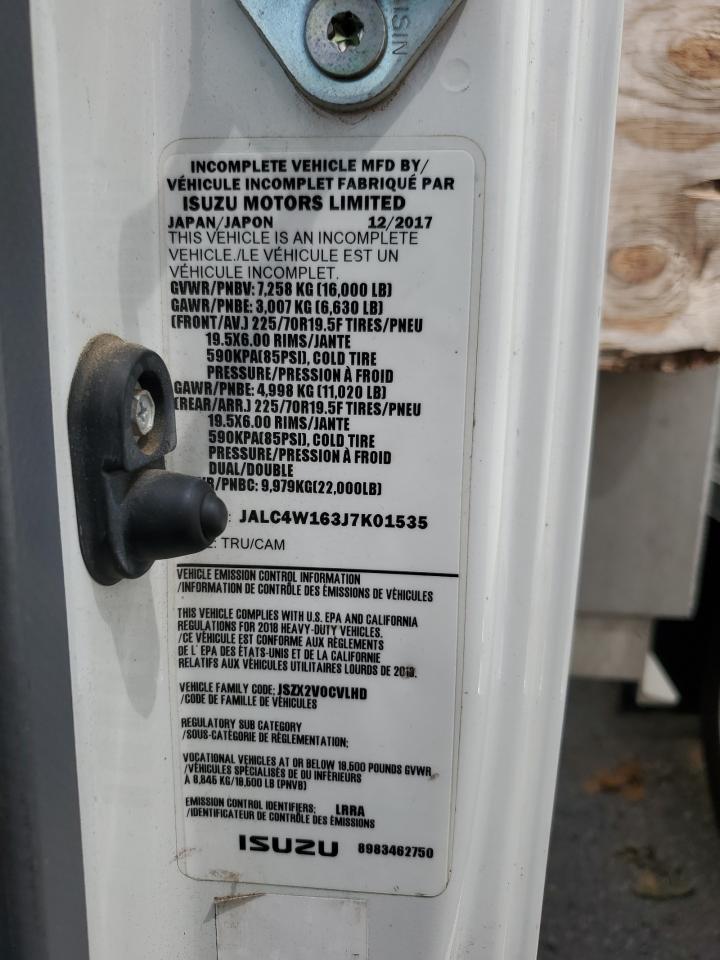 AISIN
INCOMPLETE VEHICLE MFD BY/
VÉHICULE INCOMPLET FABRIQUÉ PAR
ISUZU MOTORS LIMITED
JAPAN/JAPON 12/2017
THIS VEHICLE IS AN INCOMPLETE
VEHICLE./LE VÉHICULE EST UN
VÉHICULE INCOMPLET.
GVWR/PNBV: 7,258 KG (16,000 LB)
GAWR/PNBE: 3,007 KG (6,630 LB)
(FRONT/AV.) 225/70R19.5F TIRES/PNEU
19.5X6.00 RIMS/JANTE
590KPA(85PSI), COLD TIRE
PRESSURE/PRESSION À FROID
GAWR/PNBE: 4,998 KG (11,020 LB)
(REAR/ARR.) 225/70R19.5F TIRES/PNEU
19.5X6.00 RIMS/JANTE
590KPA(85PSI), COLD TIRE
PRESSURE/PRESSION À FROID
DUAL/DOUBLE
/PNBC: 9,979KG(22,000LB)
: JALC4W163J7K01535
: TRU/CAM
VEHICLE EMISSION CONTROL INFORMATION
/INFORMATION DE CONTRÔLE DES ÉMISSIONS DE VÉHICULES
THIS VEHICLE COMPLIES WITH U.S. EPA AND CALIFORNIA
REGULATIONS FOR 2018 HEAVY-DUTY VEHICLES.
/CE VÉHICULE EST CONFORME AUX RÈGLEMENTS
DE L' EPA DES ÉTATS-UNIS ET DE LA CALIFORNIE
RELATIFS AUX VÉHICULES UTILITAIRES LOURDS DE 2018.
VEHICLE FAMILY CODE: JSZX2VOCVLHD
/CODE DE FAMILLE DE VÉHICULES
REGULATORY SUB CATEGORY
/SOUS-CATÉGORIE DE RÈGLEMENTATION:
VOCATIONAL VEHICLES AT OR BELOW 19,500 POUNDS GVWR
/VÉHICULES SPÉCIALISÉS DE OU INFÉRIEURS
À 8,845 KG/19,500 LB (PNVB)
EMISSION CONTROL IDENTIFIERS: LRRA
/IDENTIFICATEUR DE CONTRÔLE DES ÉMISSIONS
ISUZU 8983462750